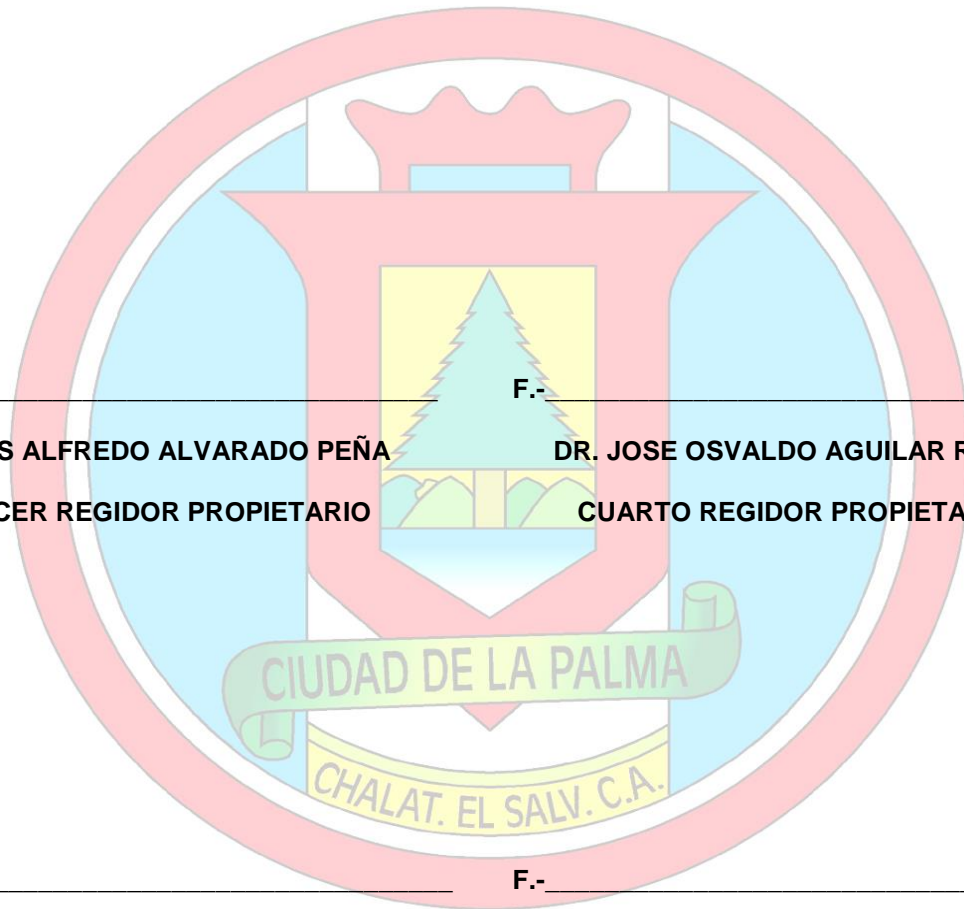 F.-
S ALFREDO ALVARADO PEÑA DR. JOSE OSVALDO AGUILAR R
CER REGIDOR PROPIETARIO CUARTO REGIDOR PROPIETA
CIUDAD DE LA PALMA
CHALAT. EL SALV. C.A.
F.-